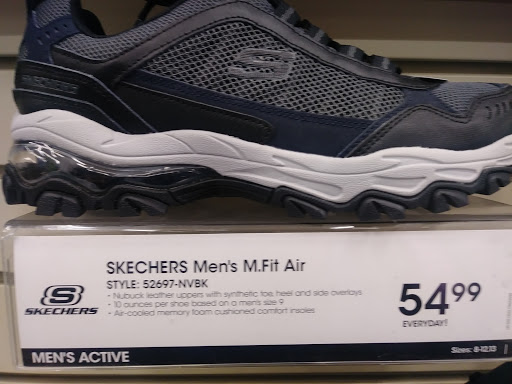 SKECHERS Men's M.Fit Air
STYLE: 52697-NVBK
• Nubuck leather uppers with synthetic toe, heel and side overlays
• 10 ounces per shoe based on a men's size 9
• Air-cooled memory foam cushioned comfort insoles
S
SKECHERS
54.99
EVERYDAY!
MEN'S ACTIVE
Sizes: 8-12,13